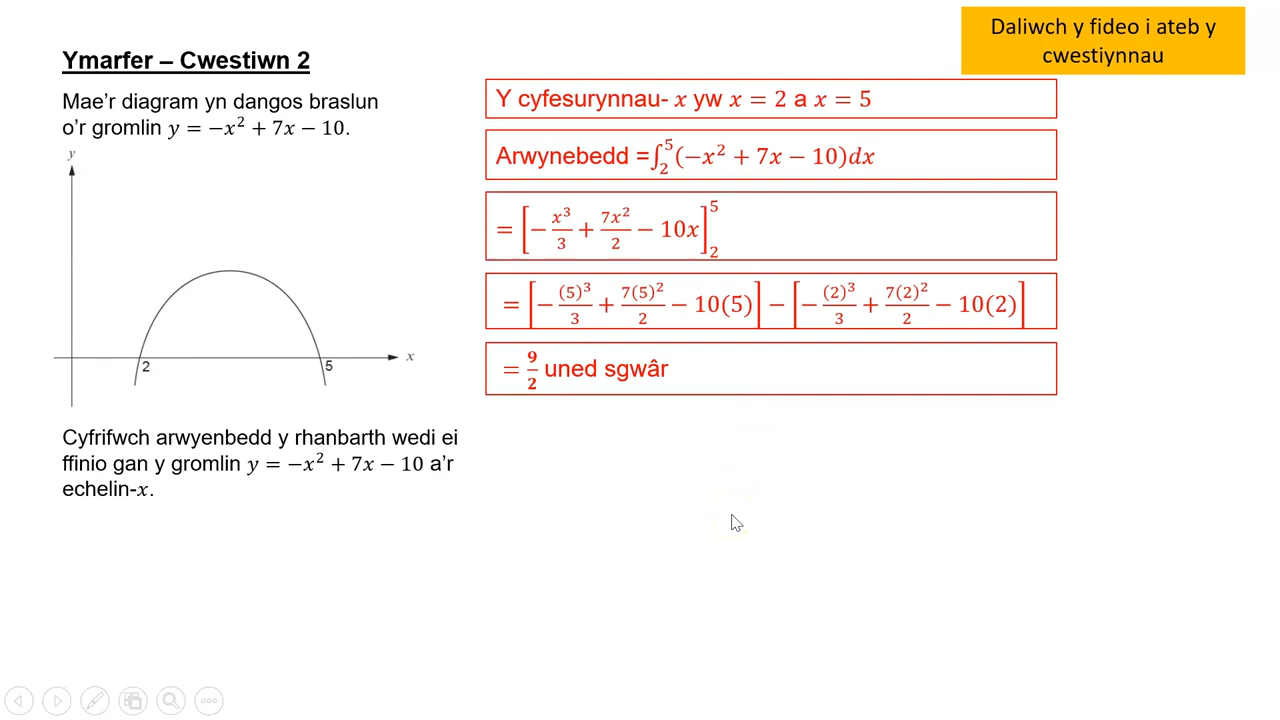 Daliwch y fideo i ateb y
cwestiynnau
Ymarfer – Cwestiwn 2
Mae’r diagram yn dangos braslun
o’r gromlin y = −x² + 7x − 10.
y
x
2
5
Cyfrifwch arwyenbedd y rhanbarth wedi ei
ffinio gan y gromlin y = −x² + 7x − 10 a’r
echelin-x.
Y cyfesurynnau- x yw x = 2 a x = 5
Arwynebedd =∫₂⁵(−x² + 7x − 10)dx
= [−x³/3 + 7x²/2 − 10x]₂⁵
= [−(5)³/3 + 7(5)²/2 − 10(5)] − [−(2)³/3 + 7(2)²/2 − 10(2)]
= 9/2 uned sgwâr